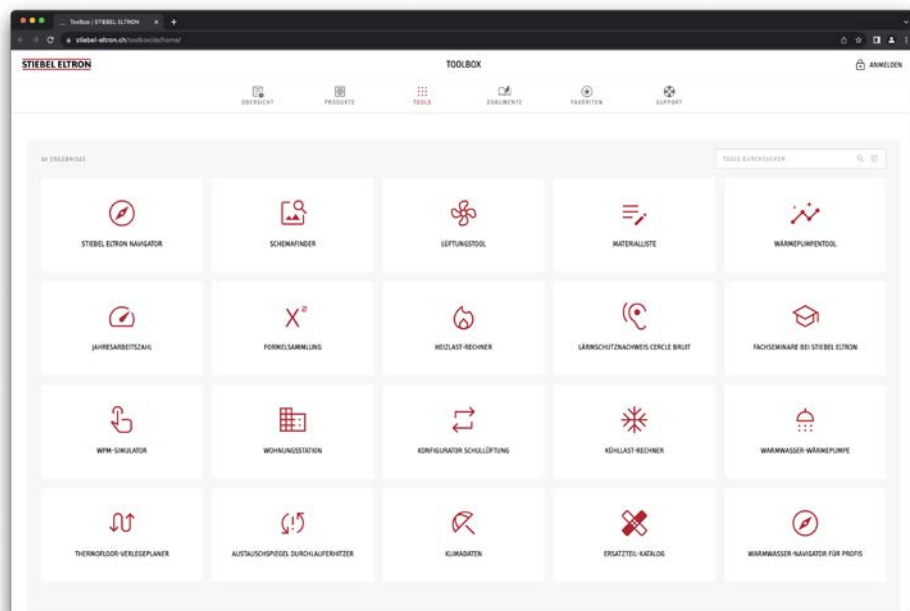 Toolbox | STIEBEL ELTRON
stiebel-eltron.ch/toolbox/de/home/
STIEBEL ELTRON
TOOLBOX
ANMELDEN
ÜBERSICHT
PRODUKTE
TOOLS
DOKUMENTE
FAVORITEN
SUPPORT
ERGEBNISSE
TOOLS DURCHSUCHEN
STIEBEL ELTRON NAVIGATOR
SCHEMAFINDER
LÜFTUNGSTOOL
MATERIALLISTE
WÄRMEPUMPENTOOL
JAHRESARBEITSZAHL
FORMELSAMMLUNG
HEIZLAST-RECHNER
LÄRMSCHUTZNACHWEIS CERCLE BRUIT
FACHSEMINARE BEI STIEBEL ELTRON
WPM-SIMULATOR
WOHNUNGSSTATION
KONFIGURATOR SCHULLÜFTUNG
KÜHLLAST-RECHNER
WARMWASSER-WÄRMEPUMPE
THERMOFLOOR-VERLEGEPLANER
AUSTAUSCHSPIEGEL DURCHLAUFERHITZER
KLIMADATEN
ERSATZTEIL-KATALOG
WARMWASSER-NAVIGATOR FÜR PROFIS